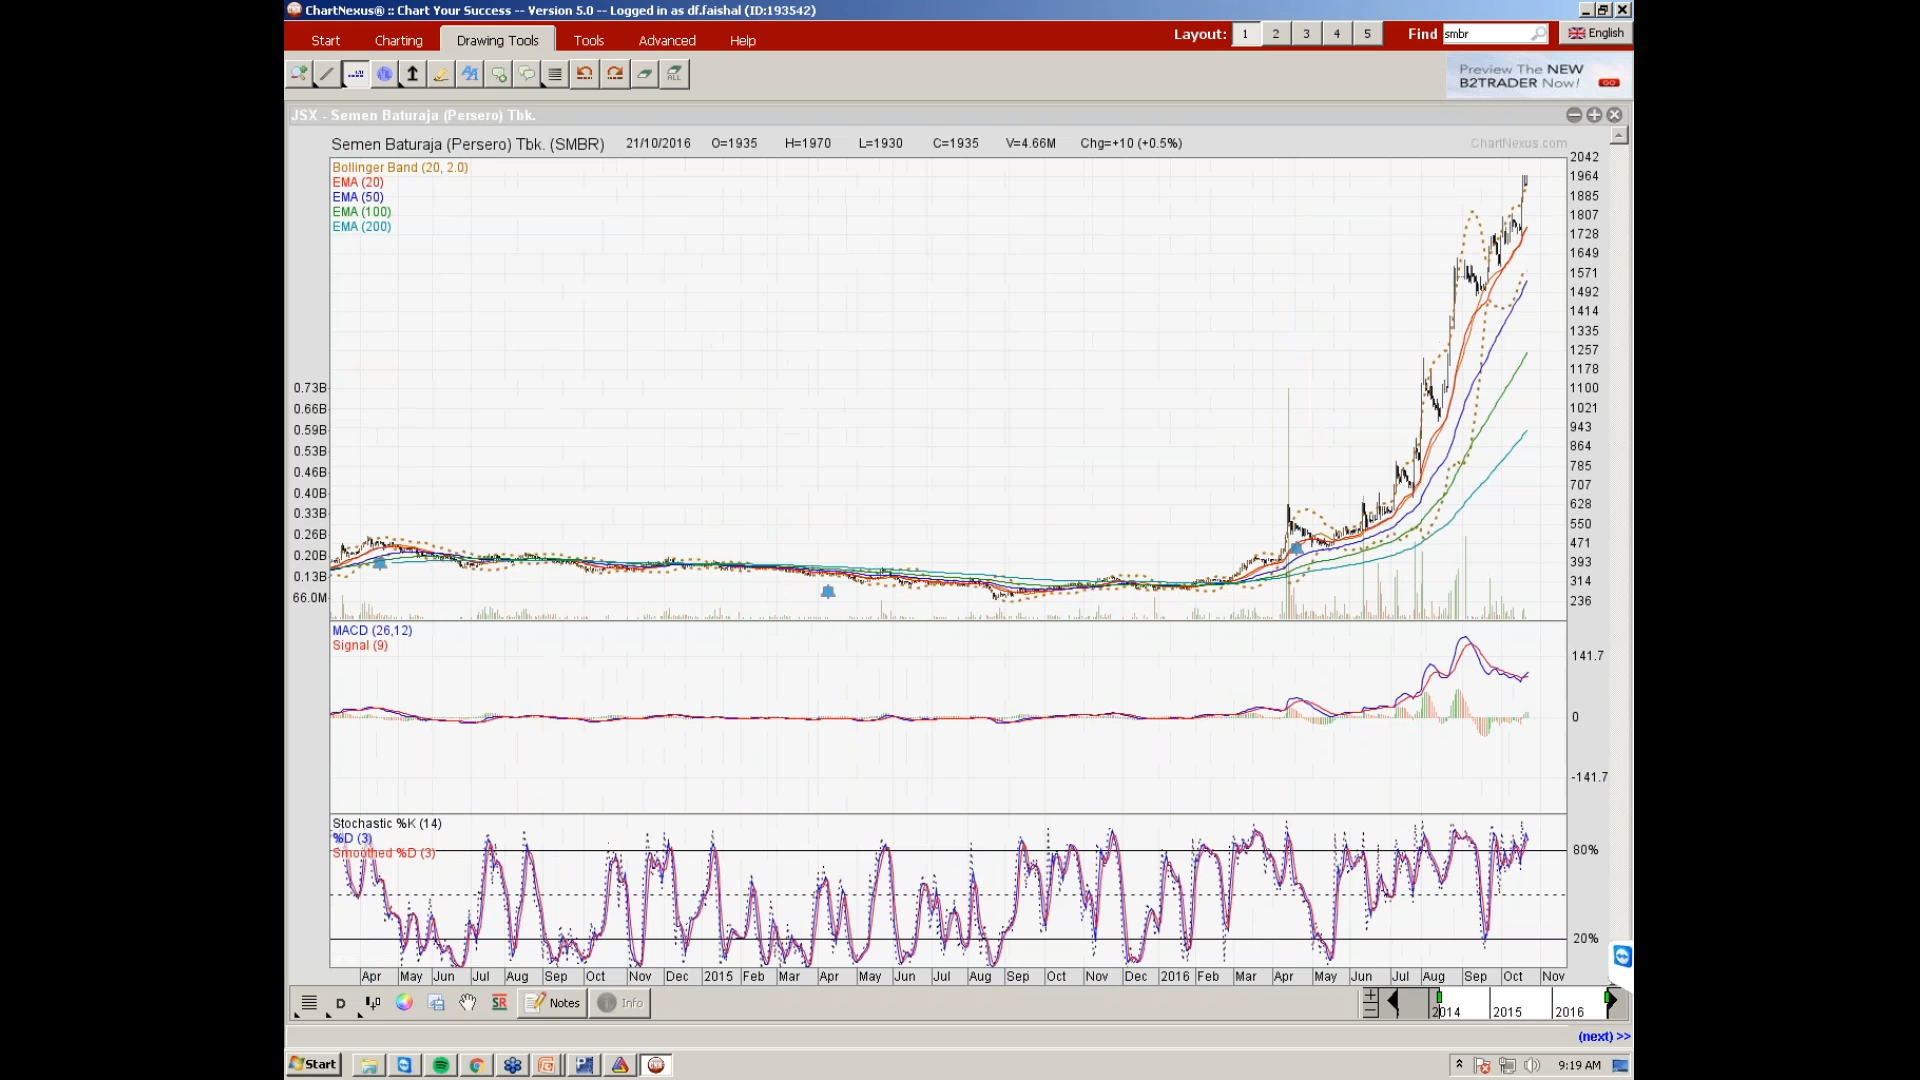 ChartNexus® :: Chart Your Success -- Version 5.0 -- Logged in as df.faishal (ID:193542)
Start Charting Drawing Tools Tools Advanced Help Layout: 1 2 3 4 5 Find smbr English
Preview The NEW
B2TRADER Now! GO
ALL
JSX - Semen Baturaja (Persero) Tbk.
Semen Baturaja (Persero) Tbk. (SMBR) 21/10/2016 O=1935 H=1970 L=1930 C=1935 V=4.66M Chg=+10 (+0.5%) ChartNexus.com
Bollinger Band (20, 2.0)
EMA (20)
EMA (50)
EMA (100)
EMA (200)
2042
1964
1885
1807
1728
1649
1571
1492
1414
1335
1257
1178
0.73B 1100
0.66B 1021
0.59B 943
0.53B 864
0.46B 785
0.40B 707
0.33B 628
0.26B 550
471
0.20B 393
0.13B 314
66.0M 236
MACD (26,12)
Signal (9)
141.7
0
-141.7
Stochastic %K (14)
%D (3)
Smoothed %D (3)
80%
20%
Apr May Jun Jul Aug Sep Oct Nov Dec 2015 Feb Mar Apr May Jun Jul Aug Sep Oct Nov Dec 2016 Feb Mar Apr May Jun Jul Aug Sep Oct Nov
D SR Notes Info 2014 2015 2016
(next) >>
Start 9:19 AM